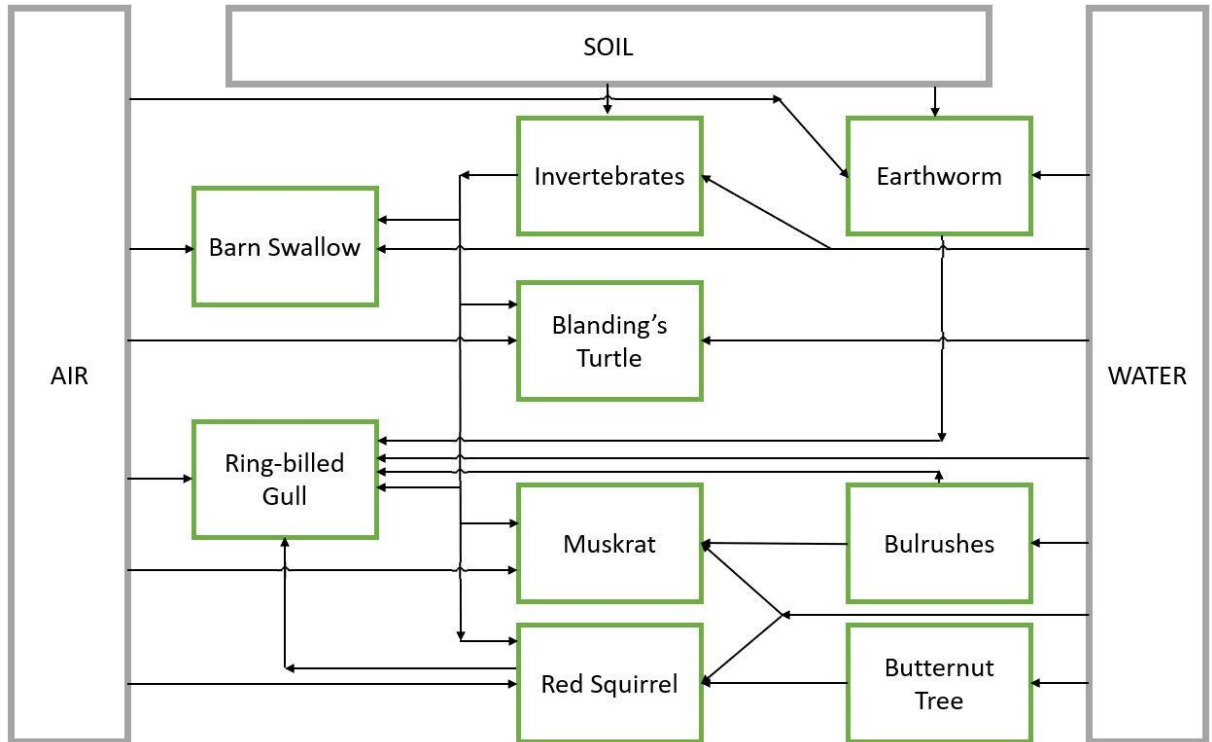 SOIL
Invertebrates
Earthworm
Barn Swallow
Blanding’s
Turtle
AIR
WATER
Ring-billed
Gull
Muskrat
Bulrushes
Red Squirrel
Butternut
Tree